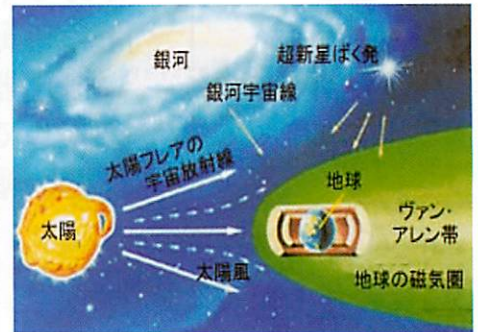 銀河
超新星ばく発
銀河宇宙線
太陽フレアの
宇宙放射線
地球
太陽
ヴァン・
アレン帯
太陽風
地球の磁気圏